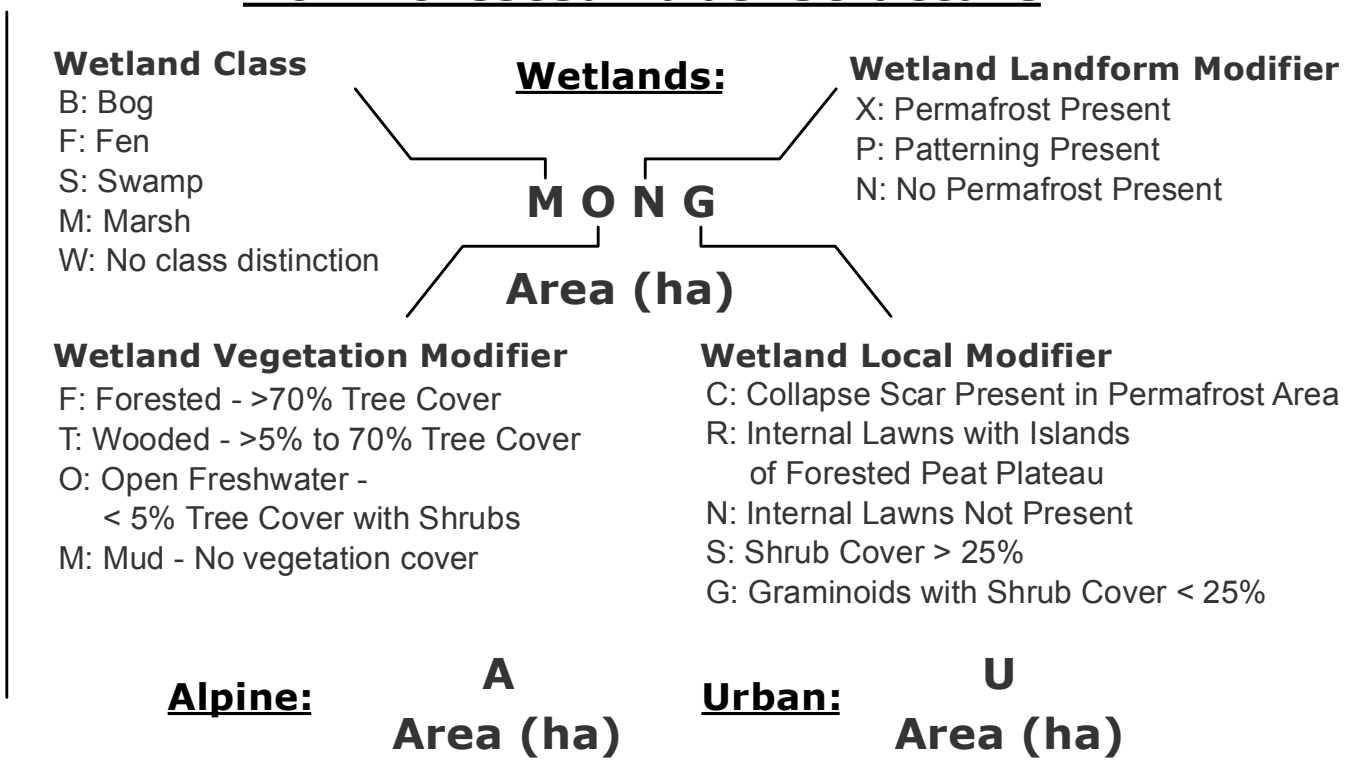 Wetlands:
Wetland Class
B: Bog
F: Fen
S: Swamp
M: Marsh
W: No class distinction
Wetland Landform Modifier
X: Permafrost Present
P: Patterning Present
N: No Permafrost Present
M O N G
Area (ha)
Wetland Vegetation Modifier
F: Forested - >70% Tree Cover
T: Wooded - >5% to 70% Tree Cover
O: Open Freshwater -
< 5% Tree Cover with Shrubs
M: Mud - No vegetation cover
Wetland Local Modifier
C: Collapse Scar Present in Permafrost Area
R: Internal Lawns with Islands
of Forested Peat Plateau
N: Internal Lawns Not Present
S: Shrub Cover > 25%
G: Graminoids with Shrub Cover < 25%
Alpine:
A
Area (ha)
Urban:
U
Area (ha)